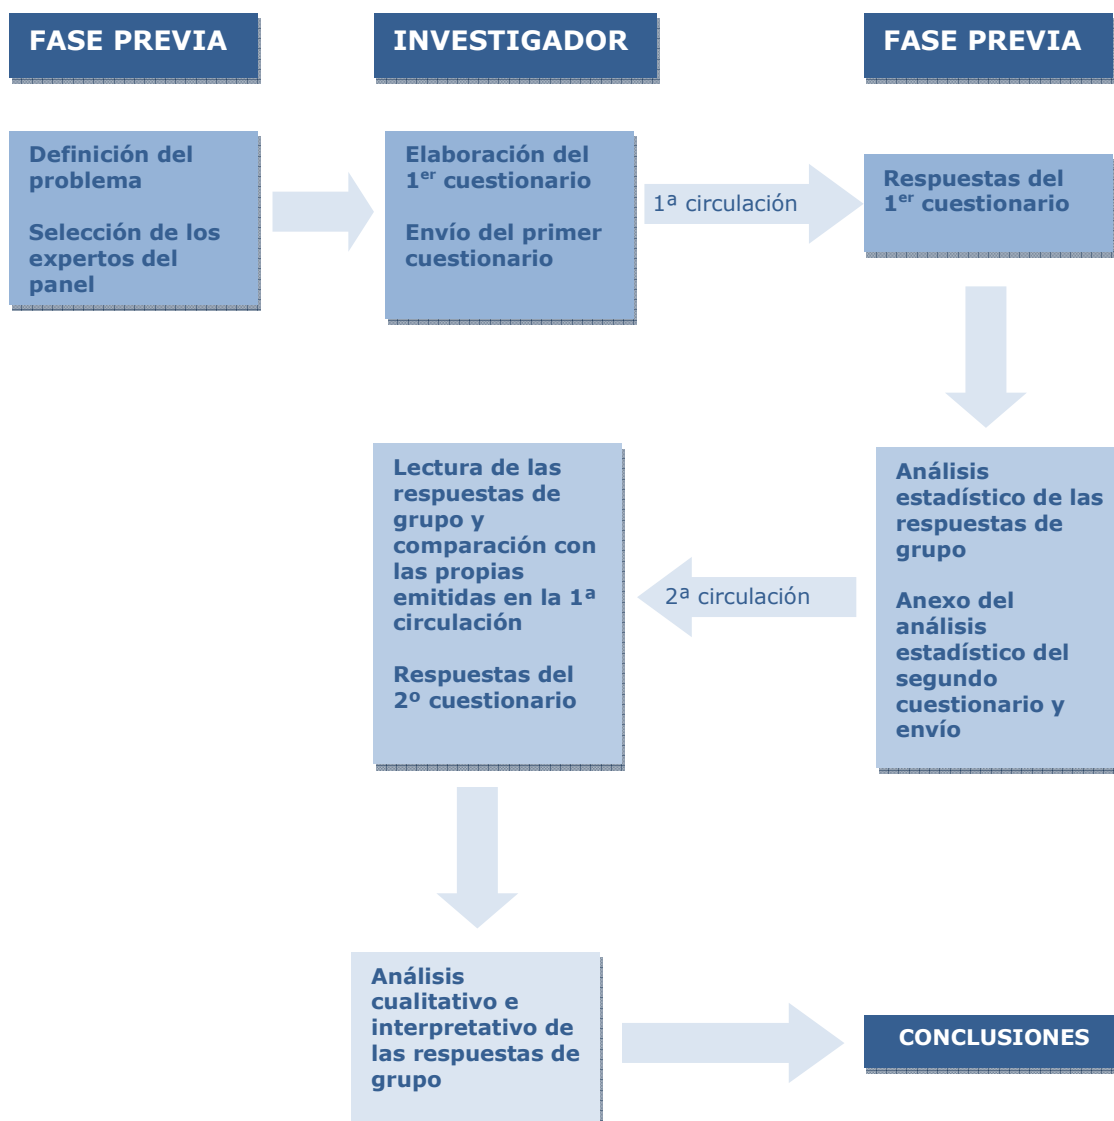 FASE PREVIA
INVESTIGADOR
FASE PREVIA
Definición del
problema
Selección de los
expertos del
panel
Elaboración del
1er cuestionario
Envío del primer
cuestionario
1ª circulación
Respuestas del
1er cuestionario
Análisis
estadístico de las
respuestas de
grupo
Anexo del
análisis
estadístico del
segundo
cuestionario y
envío
2ª circulación
Lectura de las
respuestas de
grupo y
comparación con
las propias
emitidas en la 1ª
circulación
Respuestas del
2º cuestionario
Análisis
cualitativo e
interpretativo de
las respuestas de
grupo
CONCLUSIONES